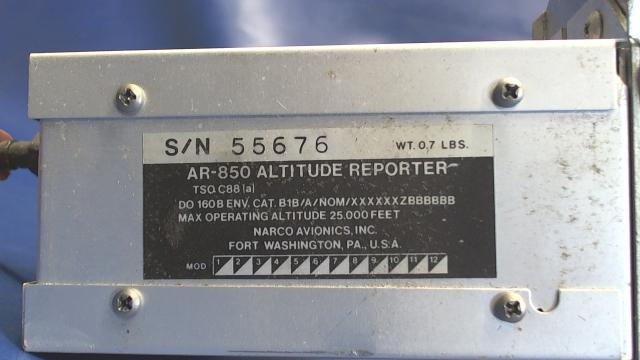 S/N 55676 WT. 0.7 LBS.
AR-850 ALTITUDE REPORTER
TSO C88 (a)
DO 160B ENV. CAT. B1B/A/NOM/XXXXXXZBBBBBB
MAX OPERATING ALTITUDE 25.000 FEET
NARCO AVIONICS, INC.
FORT WASHINGTON, PA., U.S.A.
MOD 1 2 3 4 5 6 7 8 9 10 11 12